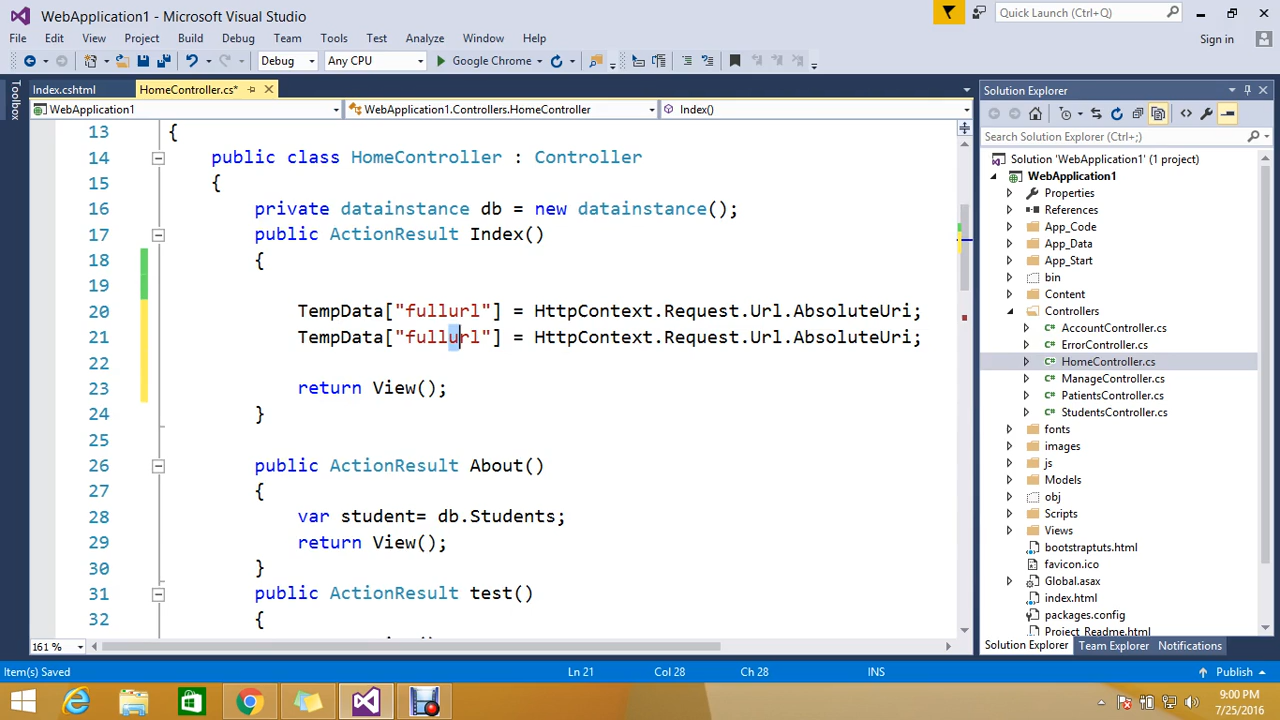 WebApplication1 - Microsoft Visual Studio
Quick Launch (Ctrl+Q)
File Edit View Project Build Debug Team Tools Test Analyze Window Help
Sign in
Debug Any CPU Google Chrome
Toolbox
Index.cshtml HomeController.cs*
WebApplication1 WebApplication1.Controllers.HomeController Index()
13 {
14 public class HomeController : Controller
15 {
16 private datainstance db = new datainstance();
17 public ActionResult Index()
18 {
19
20 TempData["fullurl"] = HttpContext.Request.Url.AbsoluteUri;
21 TempData["fullurl"] = HttpContext.Request.Url.AbsoluteUri;
22
23 return View();
24 }
25
26 public ActionResult About()
27 {
28 var student= db.Students;
29 return View();
30 }
31 public ActionResult test()
32 {
161 %
Solution Explorer
Search Solution Explorer (Ctrl+;)
Solution 'WebApplication1' (1 project)
WebApplication1
Properties
References
App_Code
App_Data
App_Start
bin
Content
Controllers
AccountController.cs
ErrorController.cs
HomeController.cs
ManageController.cs
PatientsController.cs
StudentsController.cs
fonts
images
js
Models
obj
Scripts
Views
bootstraptuts.html
favicon.ico
Global.asax
index.html
packages.config
Project_Readme.html
Solution Explorer Team Explorer Notifications
Item(s) Saved Ln 21 Col 28 Ch 28 INS Publish
9:00 PM
7/25/2016